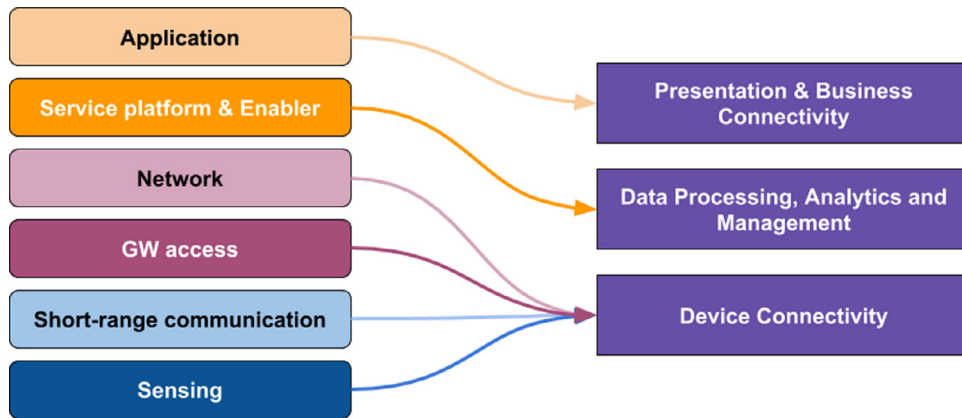 Application
Service platform & Enabler
Network
GW access
Short-range communication
Sensing
Presentation & Business
Connectivity
Data Processing, Analytics and
Management
Device Connectivity